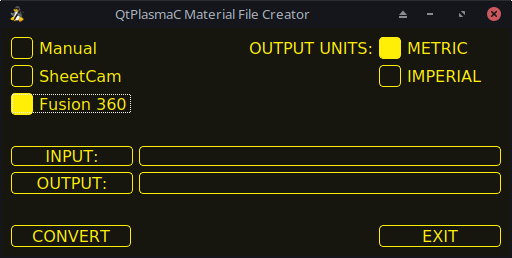 QtPlasmaC Material File Creator
Manual OUTPUT UNITS: METRIC
SheetCam IMPERIAL
Fusion 360
INPUT:
OUTPUT:
CONVERT EXIT